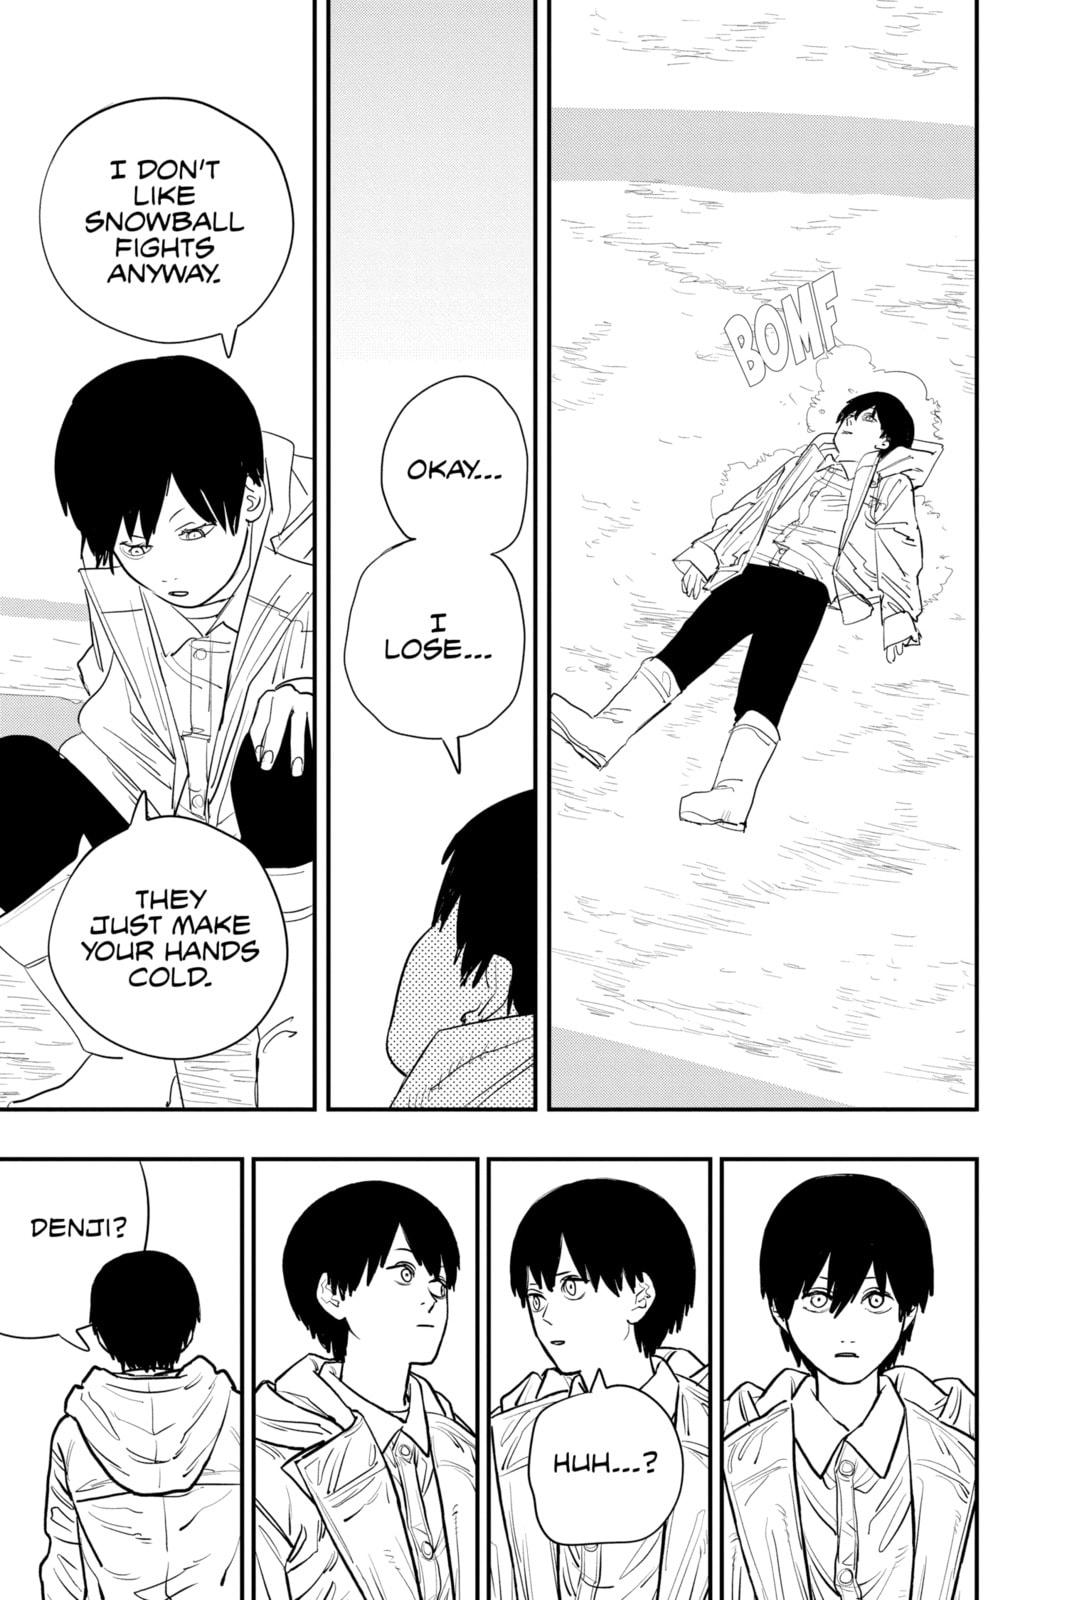 BOMF
OKAY...
I
LOSE...
I DON'T
LIKE
SNOWBALL
FIGHTS
ANYWAY.
THEY
JUST MAKE
YOUR HANDS
COLD.
HUH...?
DENJI?